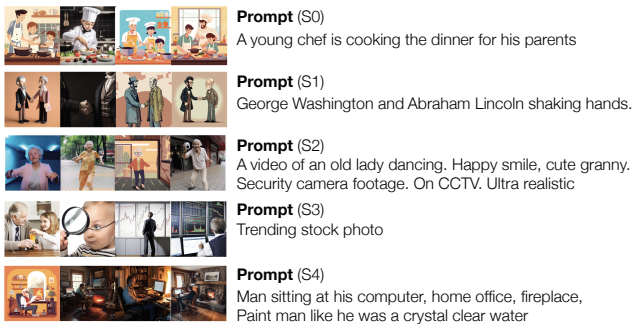 Prompt (S0)
A young chef is cooking the dinner for his parents
Prompt (S1)
George Washington and Abraham Lincoln shaking hands.
Prompt (S2)
A video of an old lady dancing. Happy smile, cute granny.
Security camera footage. On CCTV. Ultra realistic
Prompt (S3)
Trending stock photo
Prompt (S4)
Man sitting at his computer, home office, fireplace,
Paint man like he was a crystal clear water